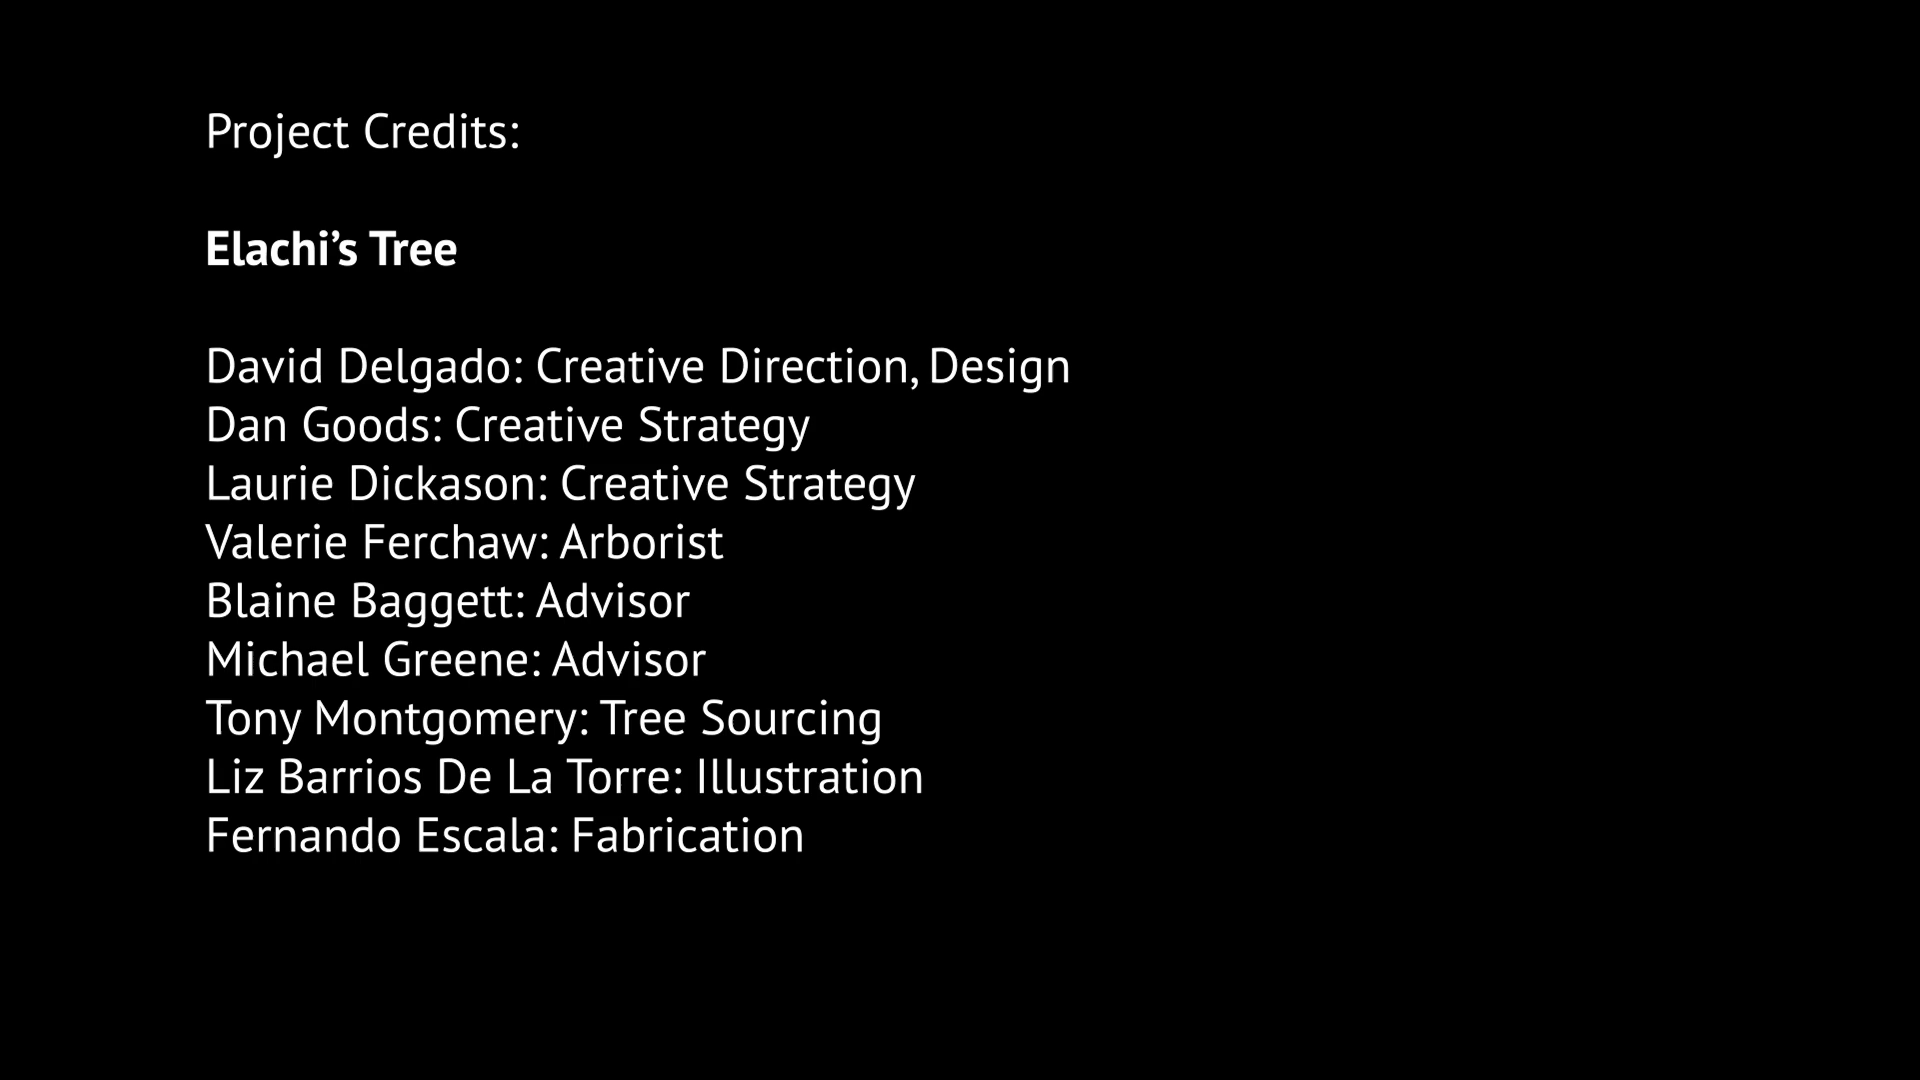 Project Credits:
Elachi’s Tree
David Delgado: Creative Direction, Design
Dan Goods: Creative Strategy
Laurie Dickason: Creative Strategy
Valerie Ferchaw: Arborist
Blaine Baggett: Advisor
Michael Greene: Advisor
Tony Montgomery: Tree Sourcing
Liz Barrios De La Torre: Illustration
Fernando Escala: Fabrication